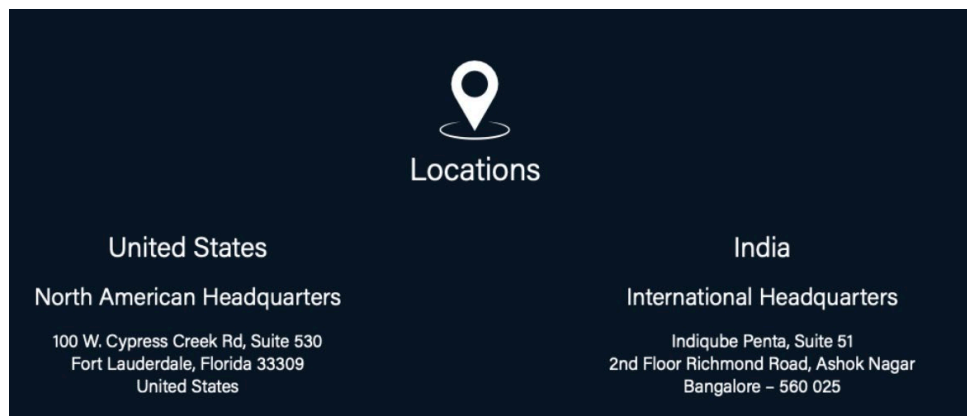 Locations
United States
North American Headquarters
100 W. Cypress Creek Rd, Suite 530
Fort Lauderdale, Florida 33309
United States
India
International Headquarters
Indiqube Penta, Suite 51
2nd Floor Richmond Road, Ashok Nagar
Bangalore – 560 025